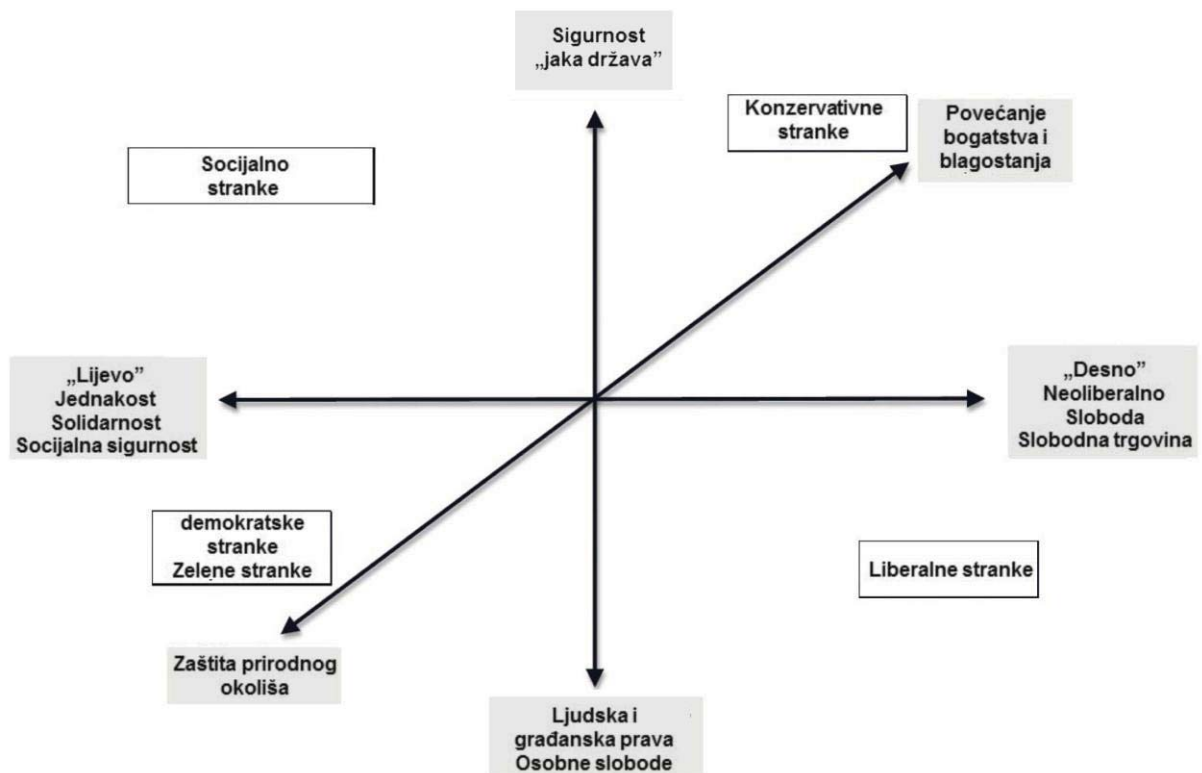 Sigurnost
„jaka država”
Konzervativne
stranke
Povećanje
bogatstva i
blagostanja
Socijalno
stranke
„Lijevo”
Jednakost
Solidarnost
Socijalna sigurnost
„Desno”
Neoliberalno
Sloboda
Slobodna trgovina
demokratske
stranke
Zelene stranke
Liberalne stranke
Zaštita prirodnog
okoliša
Ljudska i
građanska prava
Osobne slobode